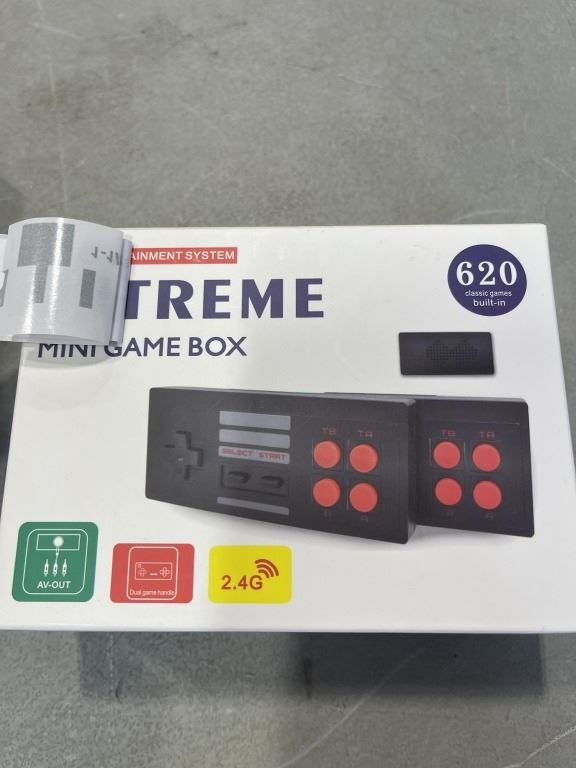 AINMENT SYSTEM
TREME
MINI GAME BOX
620
classic games
built-in
TB TA
SELECT START
B A
TB TA
B A
AV-OUT
Dual game handle
2.4G